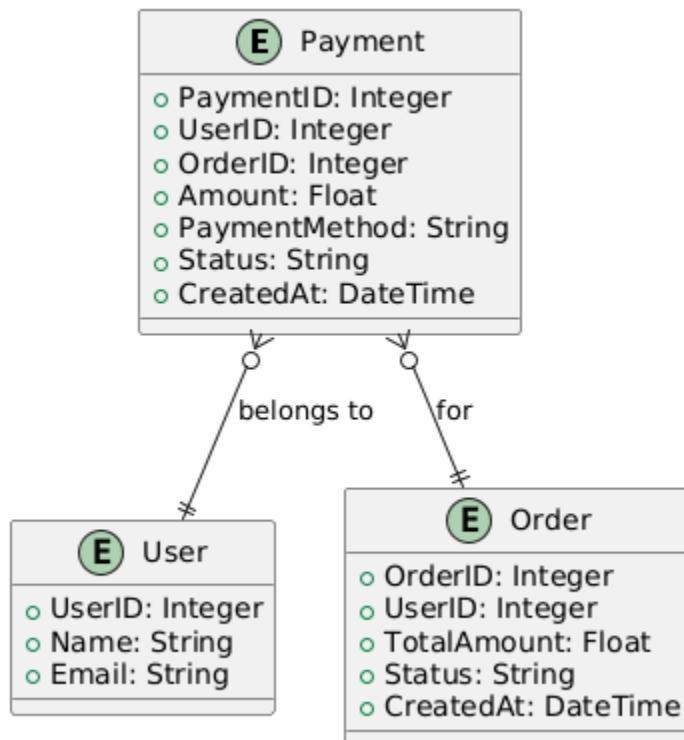 E Payment
PaymentID: Integer
UserID: Integer
OrderID: Integer
Amount: Float
PaymentMethod: String
Status: String
CreatedAt: DateTime
belongs to
for
E User
UserID: Integer
Name: String
Email: String
E Order
OrderID: Integer
UserID: Integer
TotalAmount: Float
Status: String
CreatedAt: DateTime